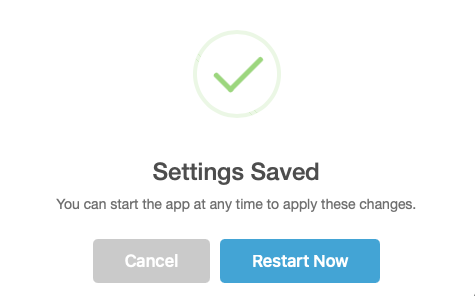 Settings Saved
You can start the app at any time to apply these changes.
Cancel
Restart Now